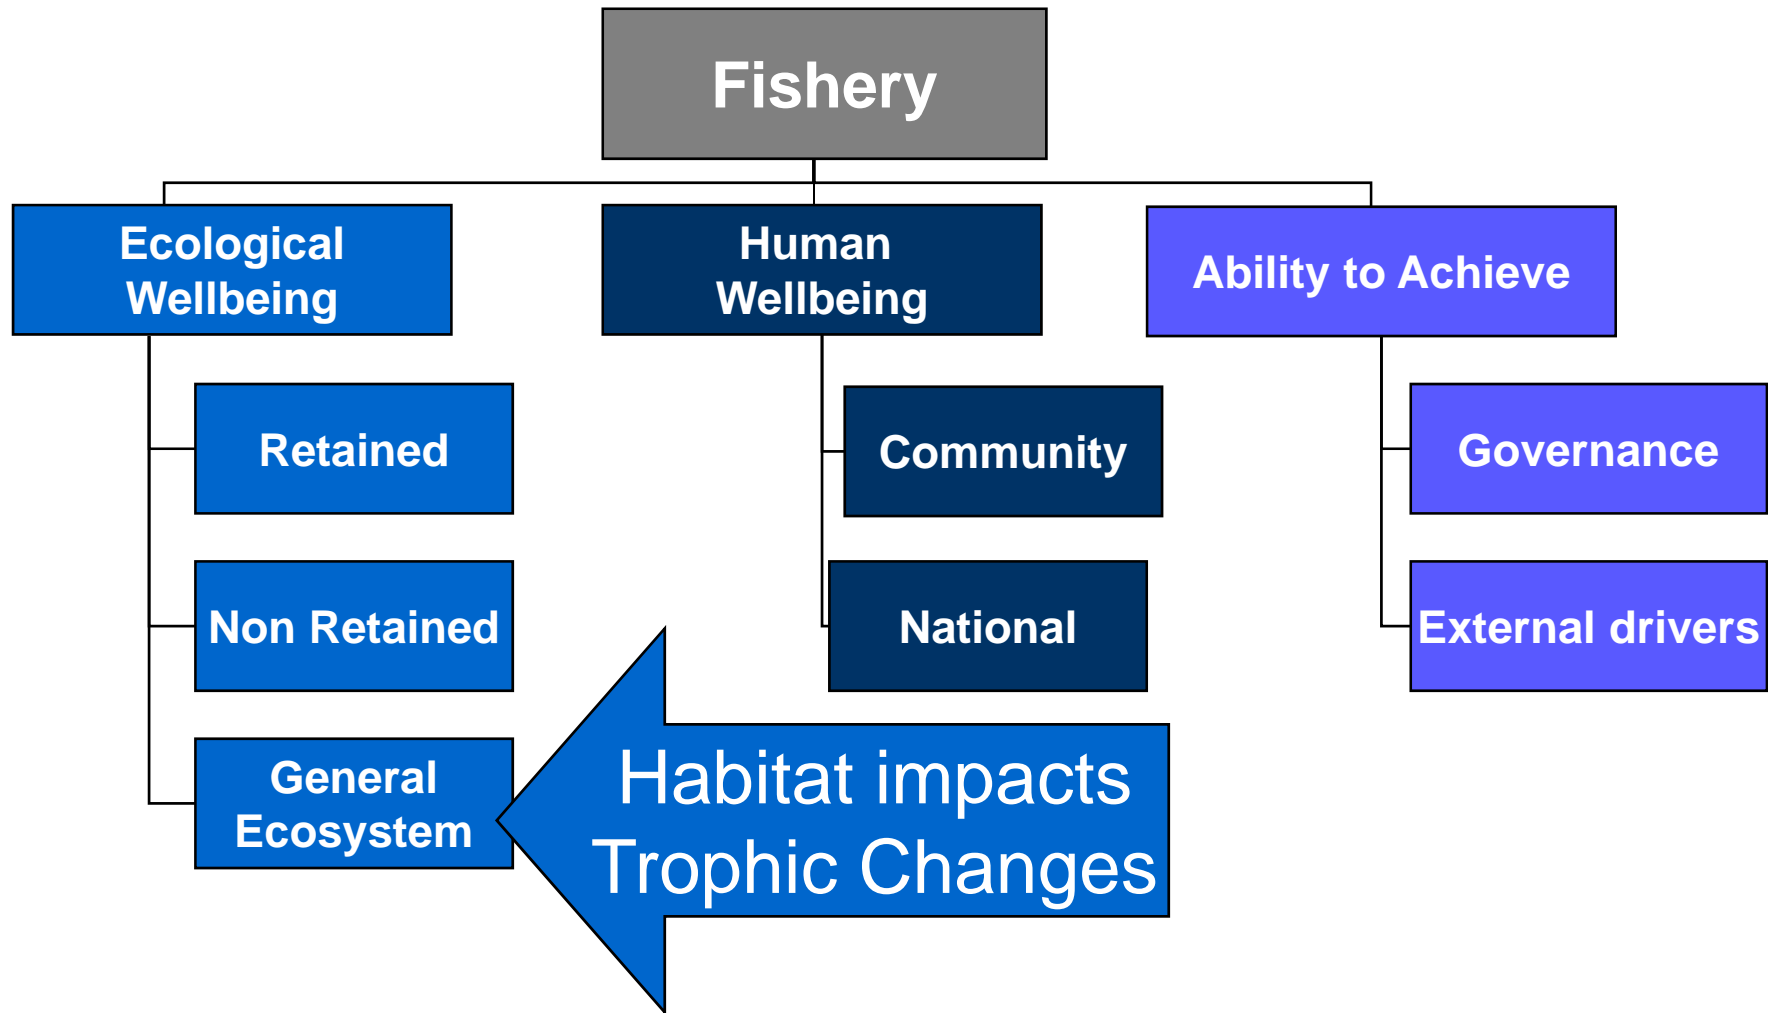 Fishery
Ecological
Wellbeing
Human
Wellbeing
Ability to Achieve
Retained
Community
Governance
Non Retained
National
External drivers
General
Ecosystem
Habitat impacts
Trophic Changes